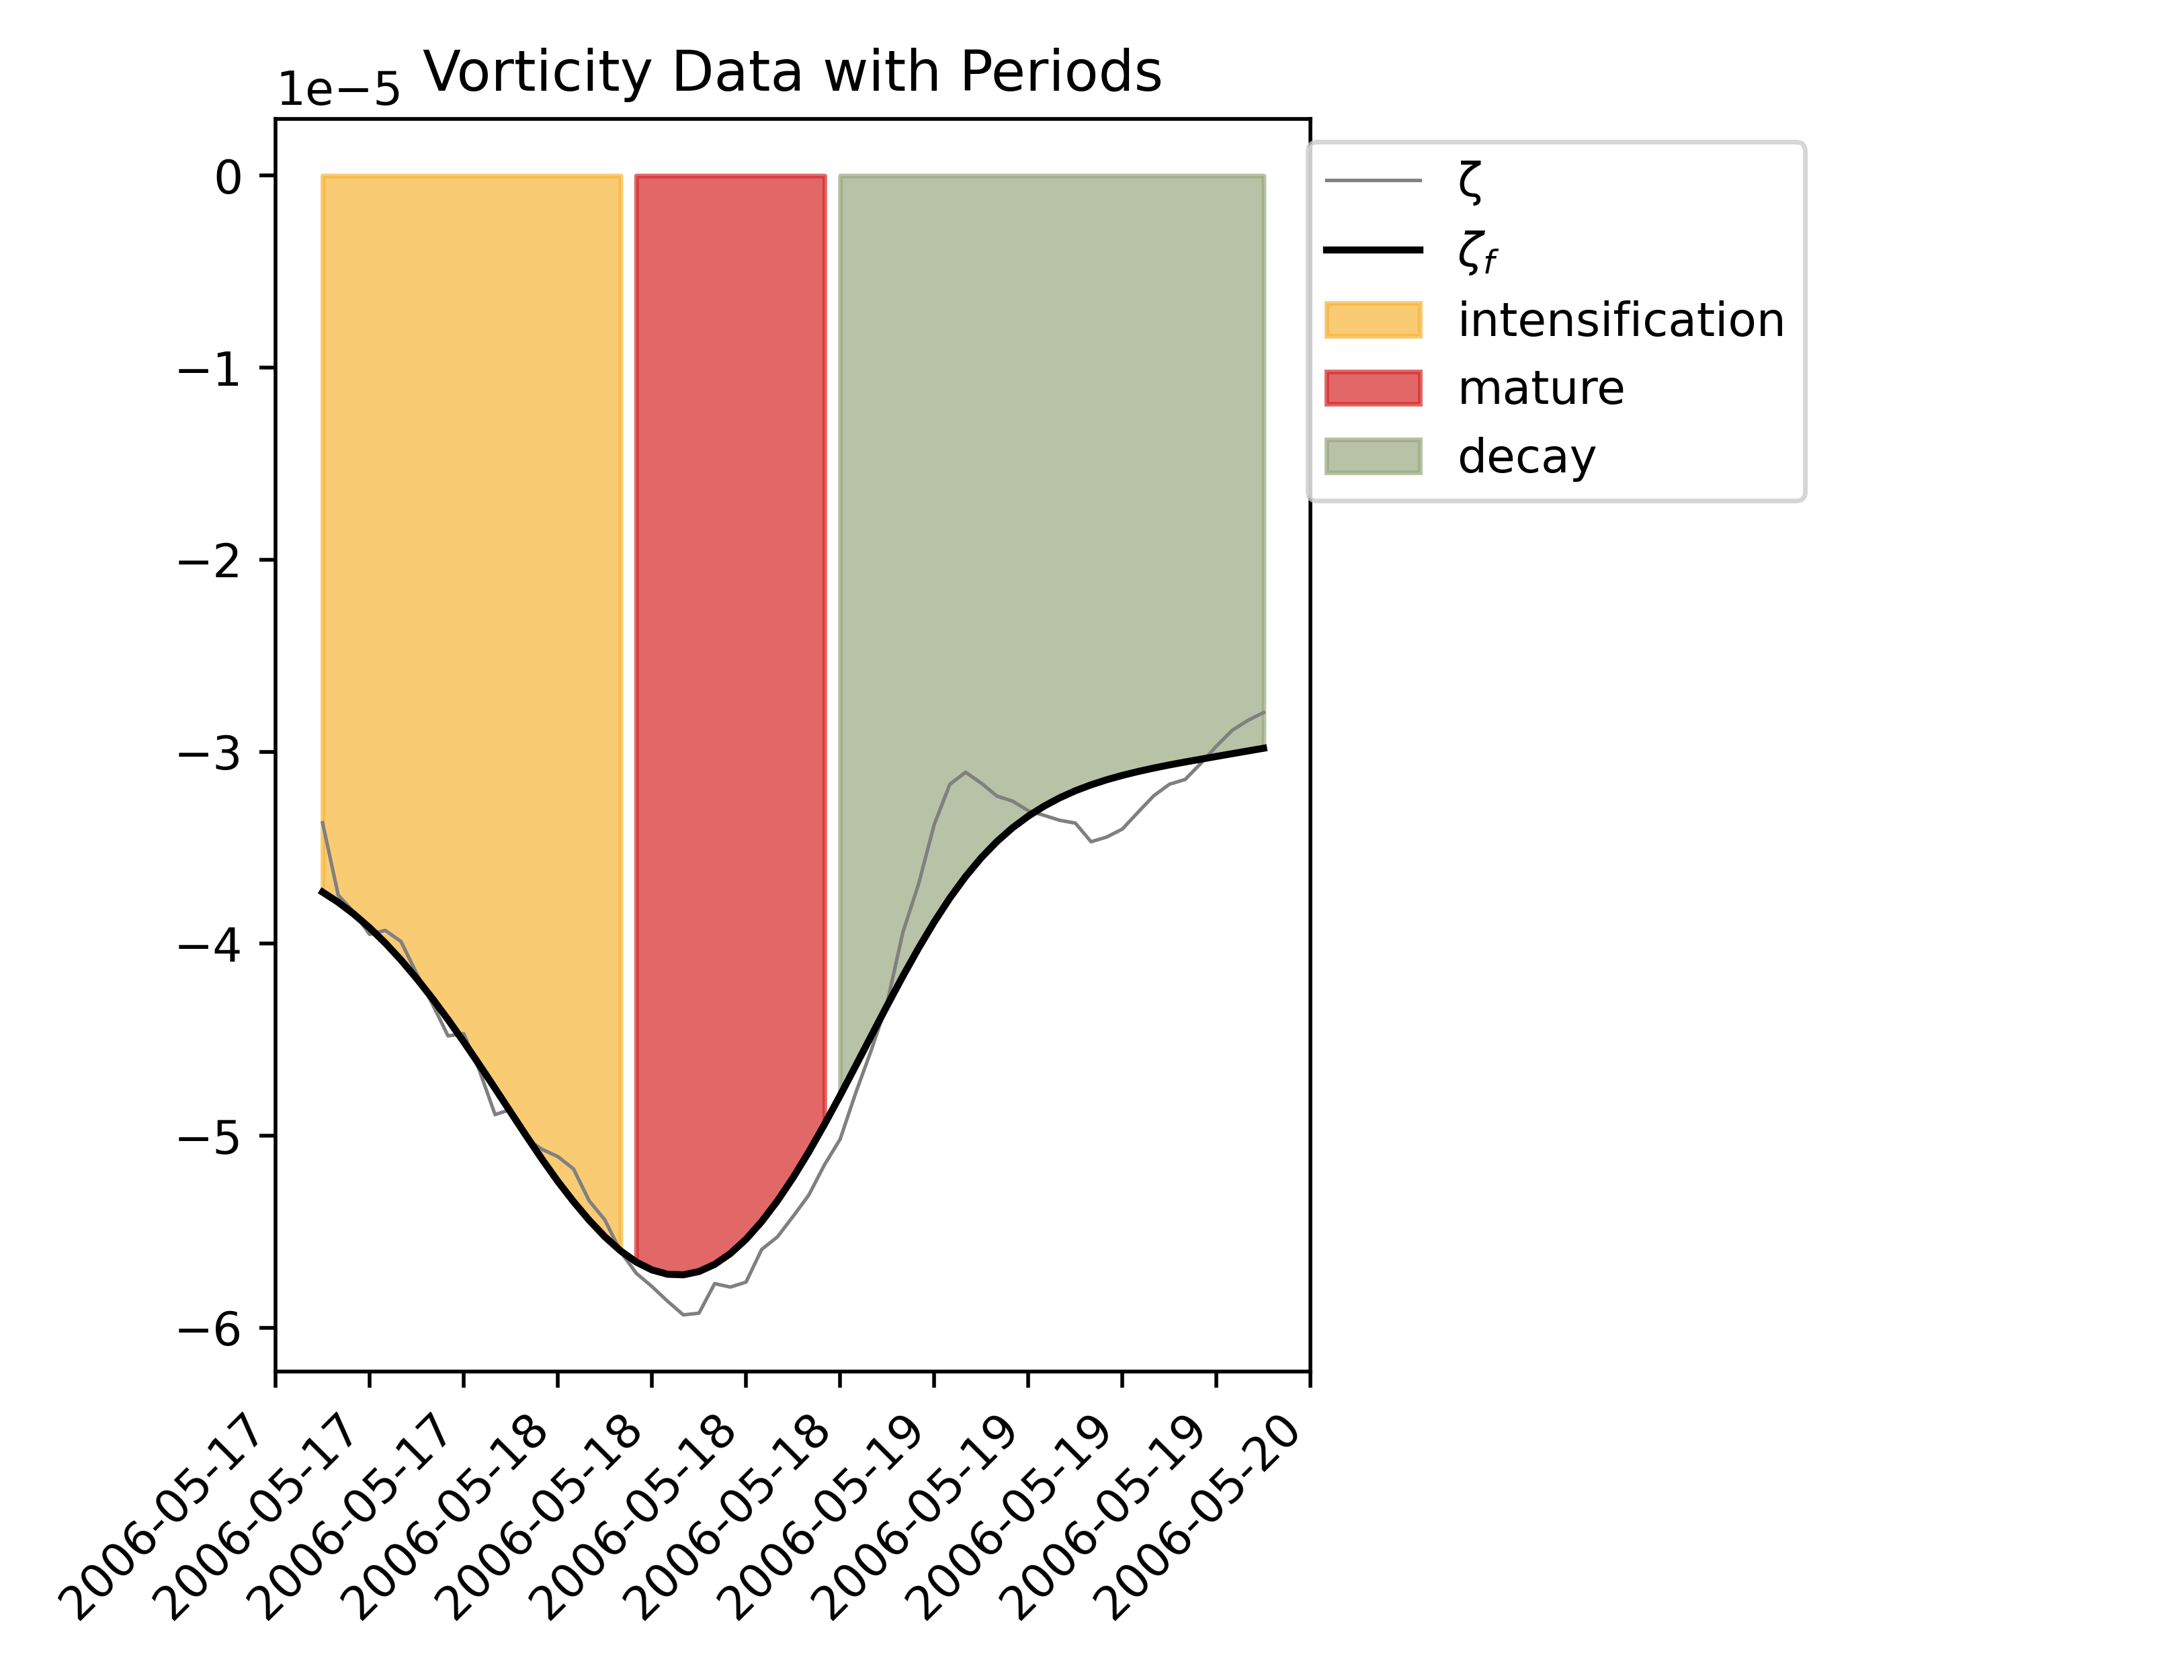 Vorticity Data with Periods
1e−5
0
−1
−2
−3
−4
−5
−6
ζ
ζf
intensification
mature
decay
2006-05-17
2006-05-17
2006-05-17
2006-05-18
2006-05-18
2006-05-18
2006-05-18
2006-05-19
2006-05-19
2006-05-19
2006-05-19
2006-05-20